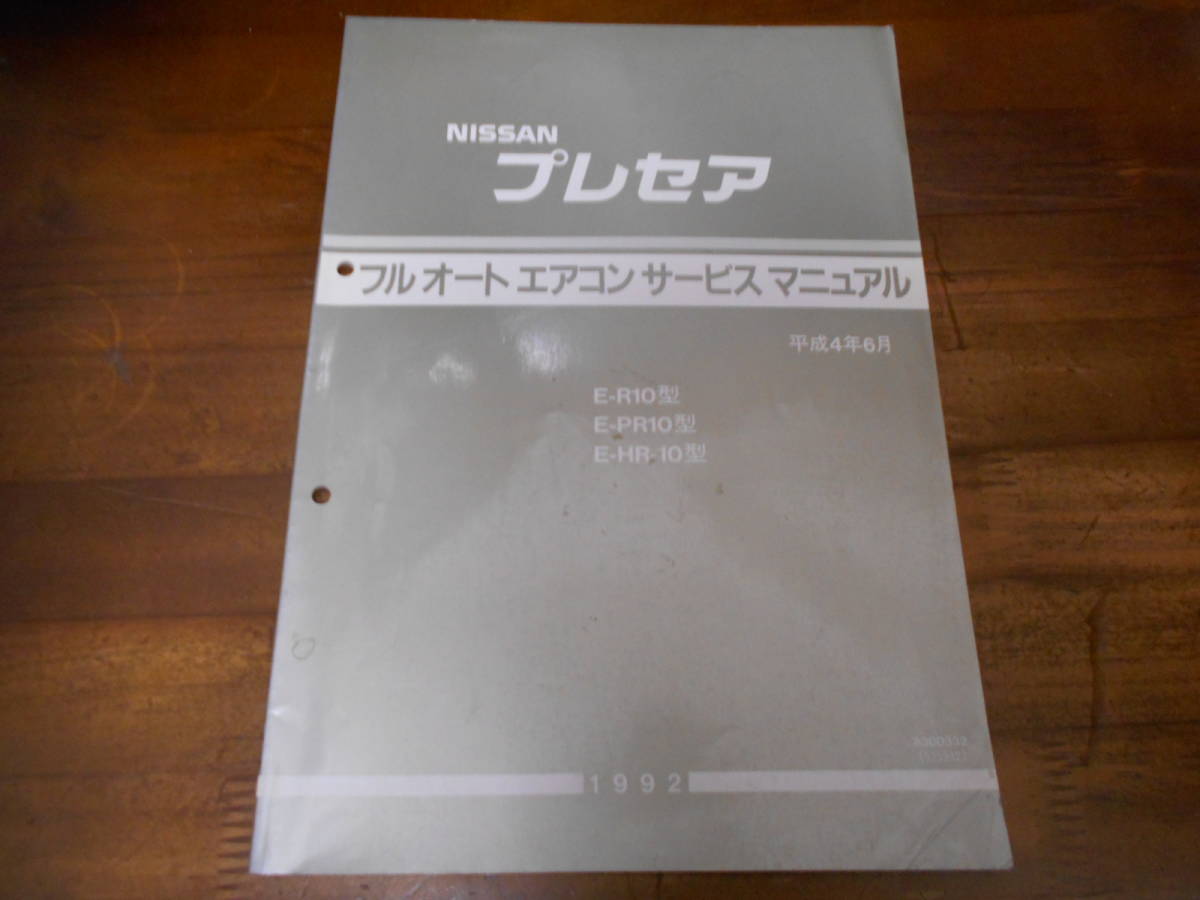 NISSAN
プレセア
フル オート エアコン サービス マニュアル
平成4年6月
E-R10型
E-PR10型
E-HR-10型
A30D332
1992